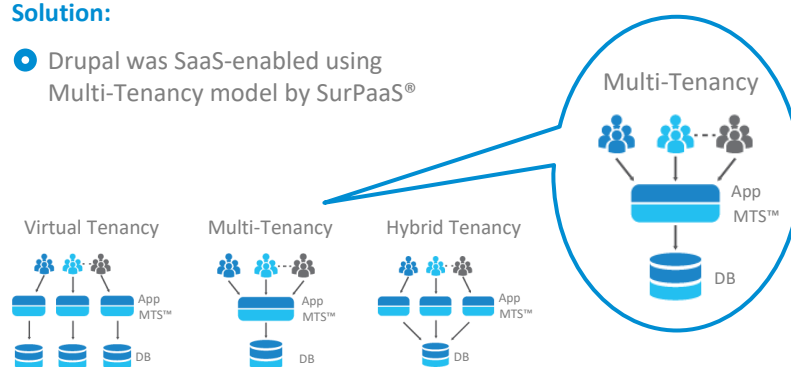 Solution:
Drupal was SaaS-enabled using
Multi-Tenancy model by SurPaaS®
Multi-Tenancy
App
MTS™
DB
Virtual Tenancy
Multi-Tenancy
Hybrid Tenancy
App
MTS™
App
MTS™
App
MTS™
DB
DB
DB